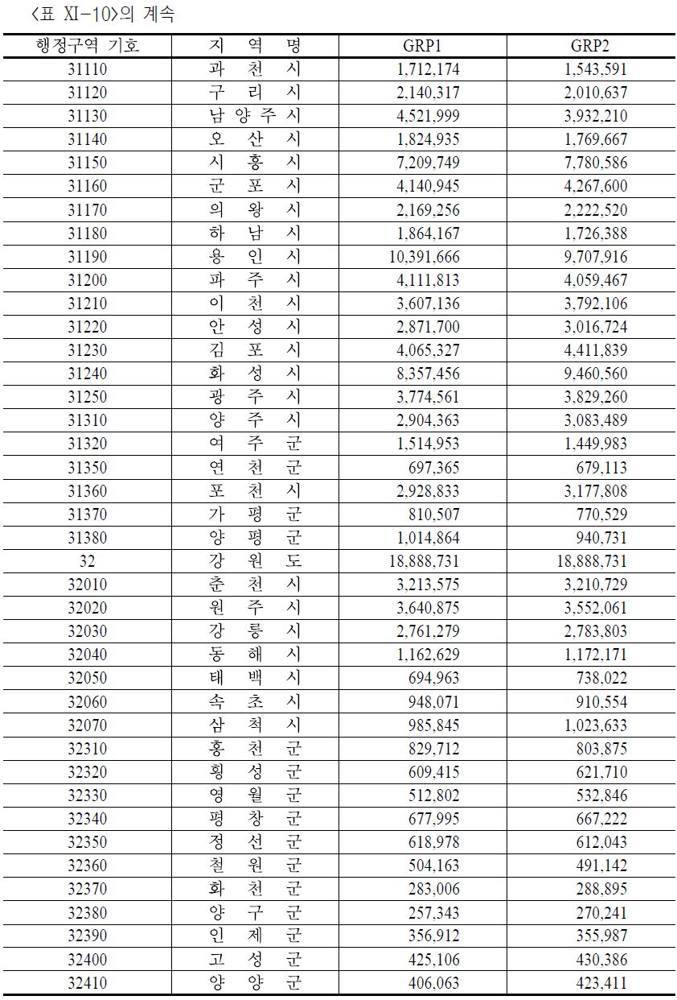 <표 XI-10>의 계속
행정구역 기호 지 역 명 GRP1 GRP2
31110 과 천 시 1,712,174 1,543,591
31120 구 리 시 2,140,317 2,010,637
31130 남 양 주 시 4,521,999 3,932,210
31140 오 산 시 1,824,935 1,769,667
31150 시 흥 시 7,209,749 7,780,586
31160 군 포 시 4,140,945 4,267,600
31170 의 왕 시 2,169,256 2,222,520
31180 하 남 시 1,864,167 1,726,388
31190 용 인 시 10,391,666 9,707,916
31200 파 주 시 4,111,813 4,059,467
31210 이 천 시 3,607,136 3,792,106
31220 안 성 시 2,871,700 3,016,724
31230 김 포 시 4,065,327 4,411,839
31240 화 성 시 8,357,456 9,460,560
31250 광 주 시 3,774,561 3,829,260
31310 양 주 시 2,904,363 3,083,489
31320 여 주 군 1,514,953 1,449,983
31350 연 천 군 697,365 679,113
31360 포 천 시 2,928,833 3,177,808
31370 가 평 군 810,507 770,529
31380 양 평 군 1,014,864 940,731
32 강 원 도 18,888,731 18,888,731
32010 춘 천 시 3,213,575 3,210,729
32020 원 주 시 3,640,875 3,552,061
32030 강 릉 시 2,761,279 2,783,803
32040 동 해 시 1,162,629 1,172,171
32050 태 백 시 694,963 738,022
32060 속 초 시 948,071 910,554
32070 삼 척 시 985,845 1,023,633
32310 홍 천 군 829,712 803,875
32320 횡 성 군 609,415 621,710
32330 영 월 군 512,802 532,846
32340 평 창 군 677,995 667,222
32350 정 선 군 618,978 612,043
32360 철 원 군 504,163 491,142
32370 화 천 군 283,006 288,895
32380 양 구 군 257,343 270,241
32390 인 제 군 356,912 355,987
32400 고 성 군 425,106 430,386
32410 양 양 군 406,063 423,411